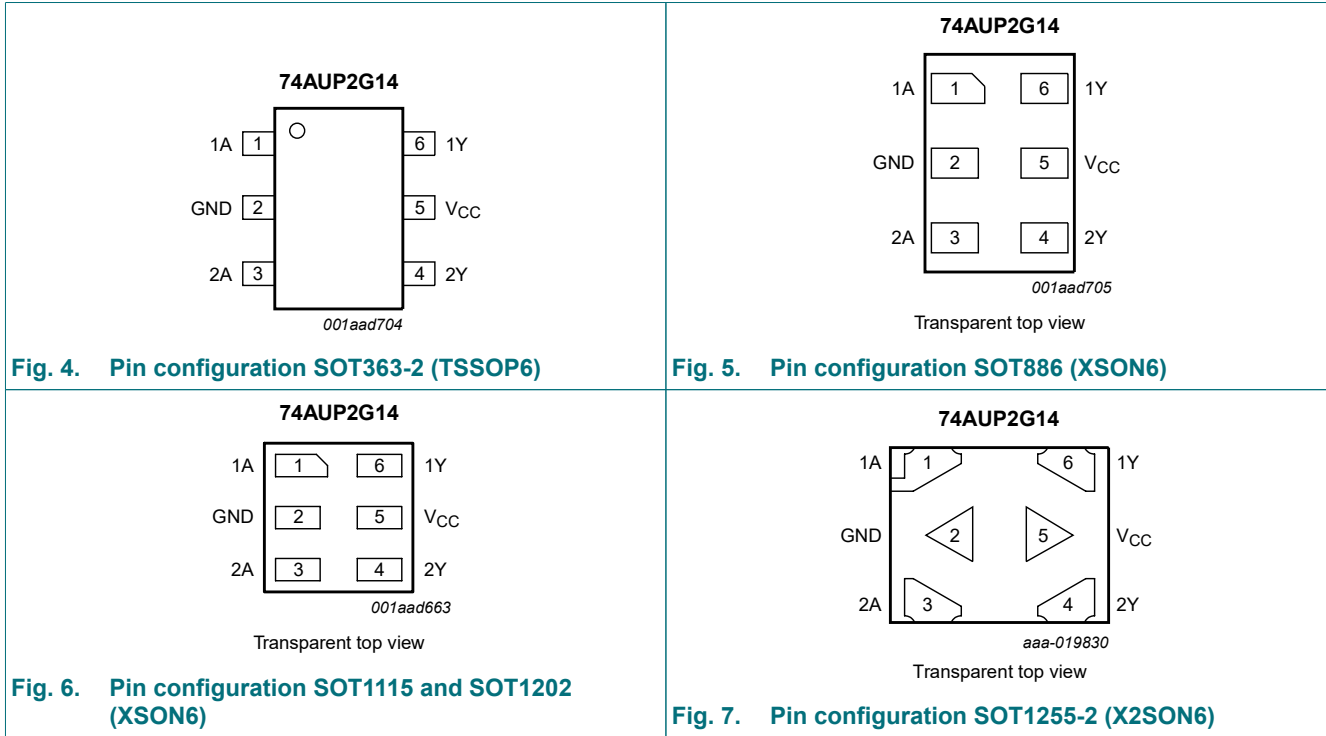 74AUP2G14
1A 1 6 1Y
GND 2 5 VCC
2A 3 4 2Y
001aad704
Fig. 4. Pin configuration SOT363-2 (TSSOP6)
74AUP2G14
1A 1 6 1Y
GND 2 5 VCC
2A 3 4 2Y
001aad705
Transparent top view
Fig. 5. Pin configuration SOT886 (XSON6)
74AUP2G14
1A 1 6 1Y
GND 2 5 VCC
2A 3 4 2Y
001aad663
Transparent top view
Fig. 6. Pin configuration SOT1115 and SOT1202
(XSON6)
74AUP2G14
1A 1 6 1Y
GND 2 5 VCC
2A 3 4 2Y
aaa-019830
Transparent top view
Fig. 7. Pin configuration SOT1255-2 (X2SON6)